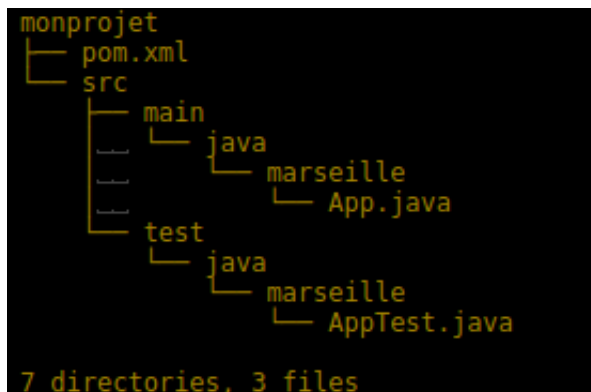 monprojet
├── pom.xml
└── src
    ├── main
    │   └── java
    │       └── marseille
    │           └── App.java
    └── test
        └── java
            └── marseille
                └── AppTest.java
7 directories, 3 files